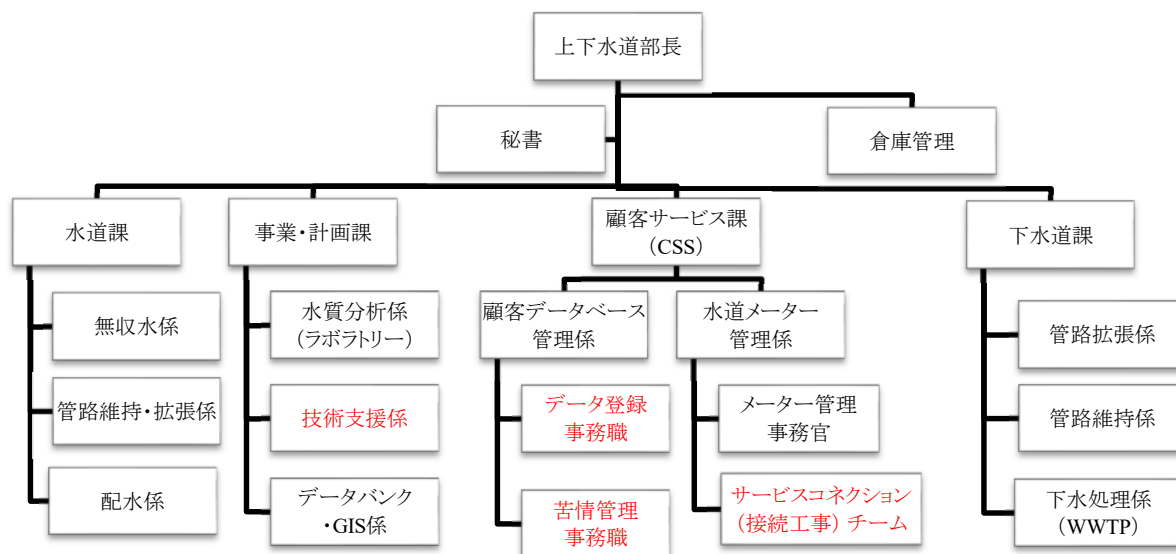 上下水道部長
秘書
倉庫管理
水道課
事業・計画課
顧客サービス課
(CSS)
下水道課
無収水係
管路維持・拡張係
配水係
水質分析係
(ラボラトリー)
技術支援係
データバンク
・GIS係
顧客データベース
管理係
データ登録
事務職
苦情管理
事務職
水道メーター
管理係
メーター管理
事務官
サービスコネクション
(接続工事)チーム
管路拡張係
管路維持係
下水処理係
(WWTP)